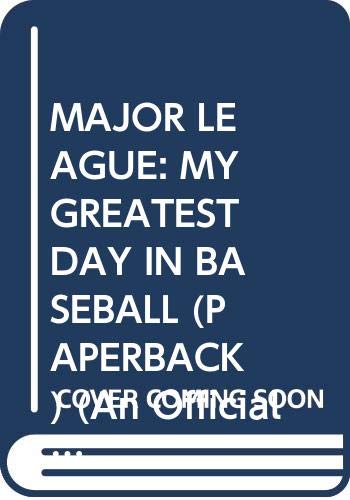 MAJOR LE
AGUE: MY
GREATEST
DAY IN BA
SEBALL (P
APERBACK
) (An Official
COVER COMING SOON
...